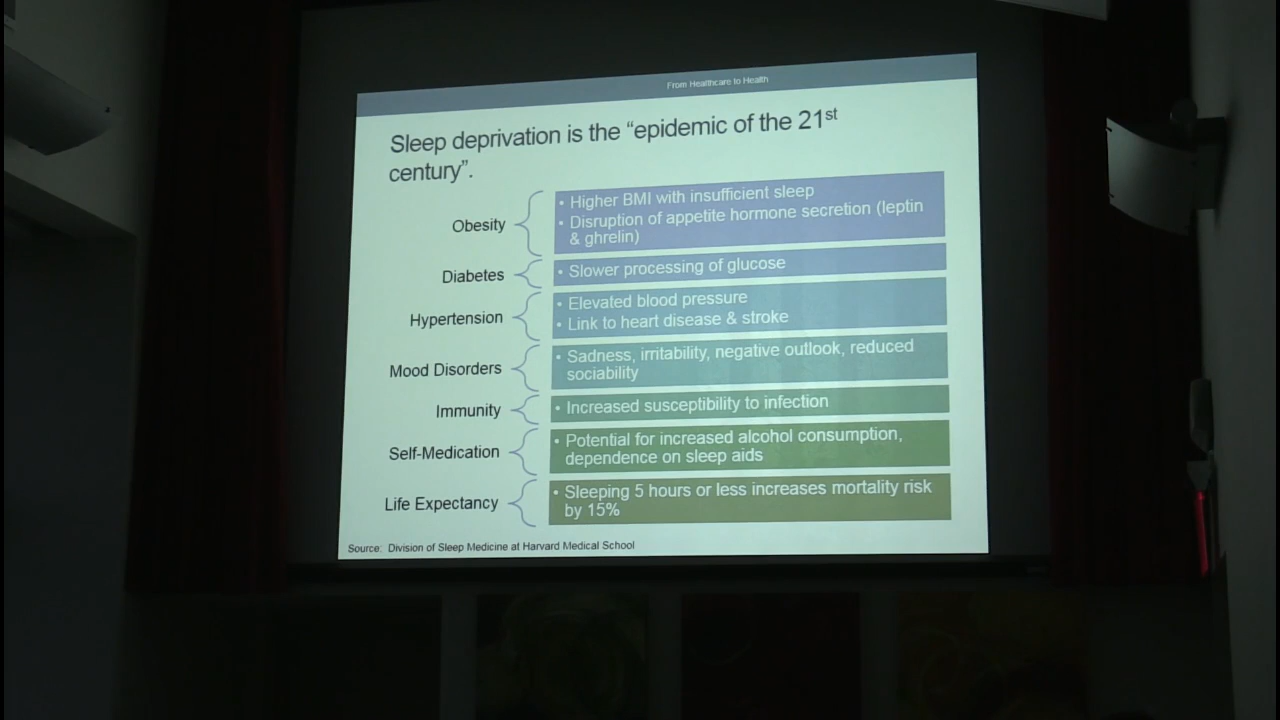 From Healthcare to Health
Sleep deprivation is the “epidemic of the 21st
century”.
Obesity
• Higher BMI with insufficient sleep
• Disruption of appetite hormone secretion (leptin
& ghrelin)
Diabetes
• Slower processing of glucose
Hypertension
• Elevated blood pressure
• Link to heart disease & stroke
Mood Disorders
• Sadness, irritability, negative outlook, reduced
sociability
Immunity
• Increased susceptibility to infection
Self-Medication
• Potential for increased alcohol consumption,
dependence on sleep aids
Life Expectancy
• Sleeping 5 hours or less increases mortality risk
by 15%
Source: Division of Sleep Medicine at Harvard Medical School